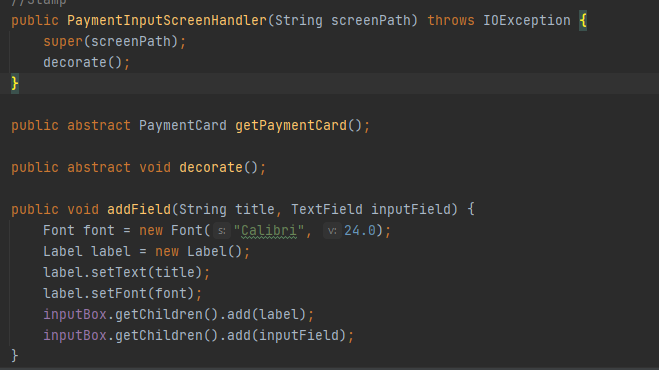 //Stamp
public PaymentInputScreenHandler(String screenPath) throws IOException {
    super(screenPath);
    decorate();
}
public abstract PaymentCard getPaymentCard();
public abstract void decorate();
public void addField(String title, TextField inputField) {
    Font font = new Font( s: "Calibri", v: 24.0);
    Label label = new Label();
    label.setText(title);
    label.setFont(font);
    inputBox.getChildren().add(label);
    inputBox.getChildren().add(inputField);
}